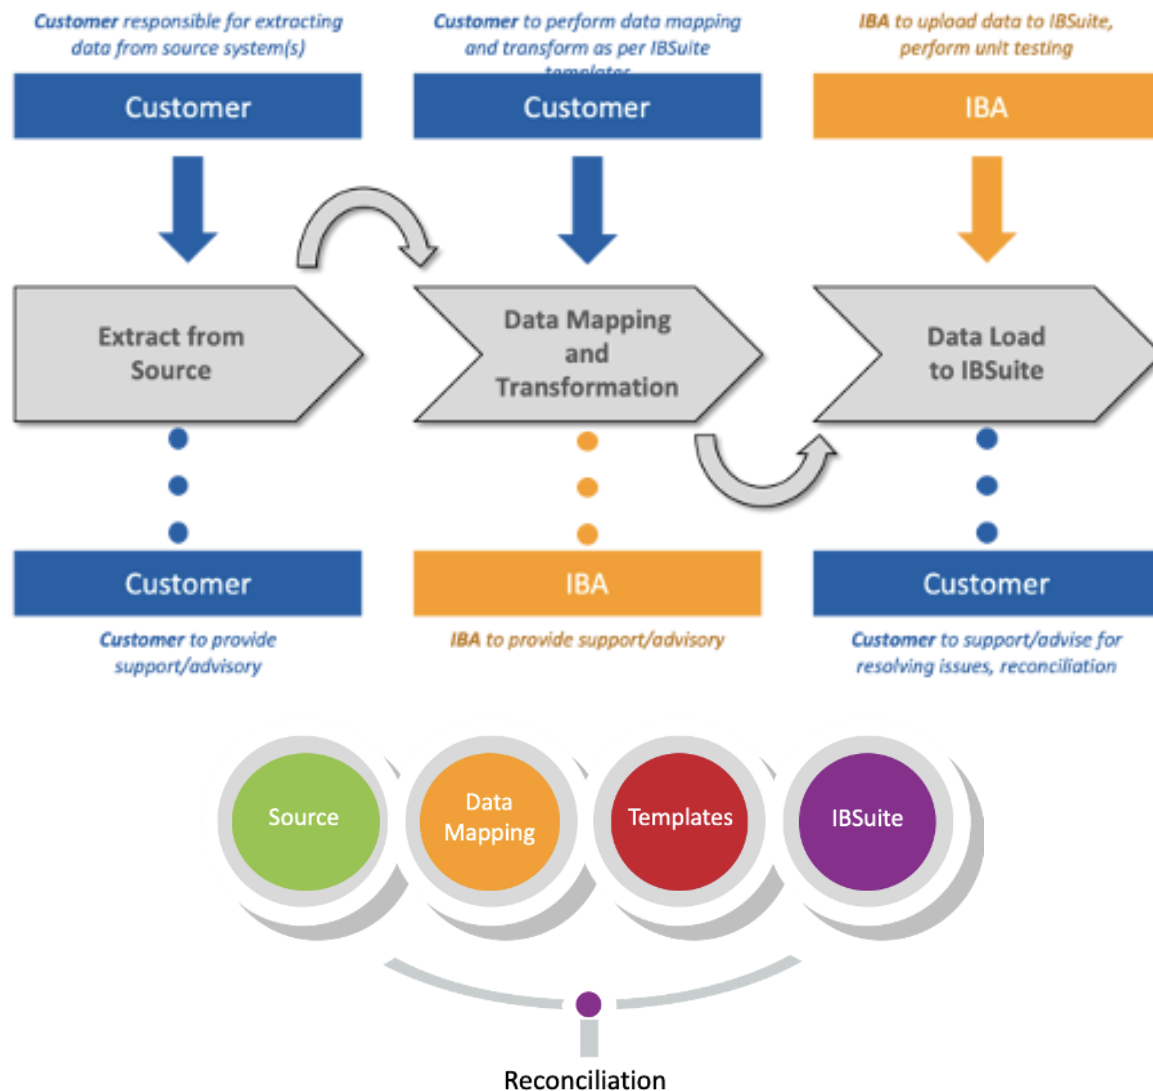 Customer responsible for extracting
data from source system(s)
Customer to perform data mapping
and transform as per IBSuite
templates
IBA to upload data to IBSuite,
perform unit testing
Customer
Customer
IBA
Extract from
Source
Data Mapping
and
Transformation
Data Load
to IBSuite
Customer
IBA
Customer
Customer to provide
support/advisory
IBA to provide support/advisory
Customer to support/advise for
resolving issues, reconciliation
Source
Data
Mapping
Templates
IBSuite
Reconciliation